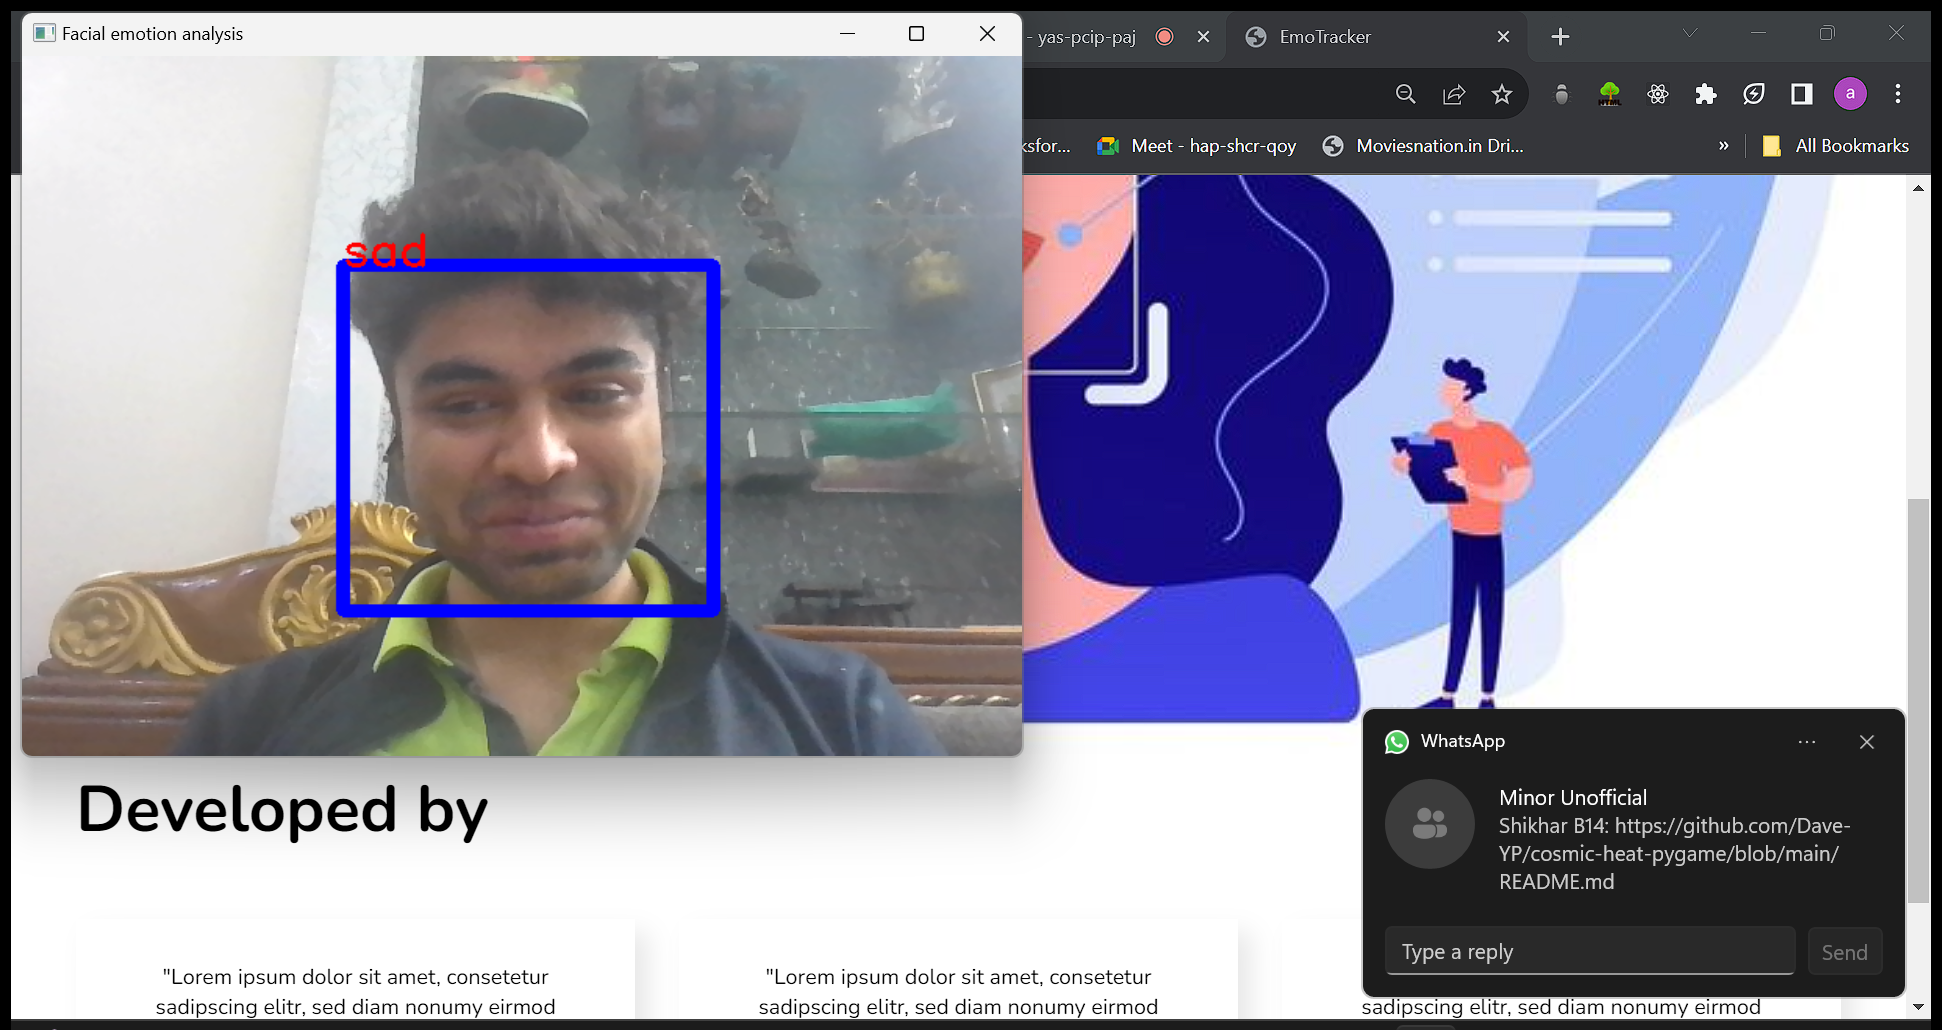 Facial emotion analysis
- yas-pcip-paj
EmoTracker
a
ksfor...
Meet - hap-shcr-qoy
Moviesnation.in Dri...
»
All Bookmarks
sad
Developed by
"Lorem ipsum dolor sit amet, consetetur
sadipscing elitr, sed diam nonumy eirmod
"Lorem ipsum dolor sit amet, consetetur
sadipscing elitr, sed diam nonumy eirmod
sadipscing elitr, sed diam nonumy eirmod
WhatsApp
Minor Unofficial
Shikhar B14: https://github.com/Dave-
YP/cosmic-heat-pygame/blob/main/
README.md
Type a reply
Send